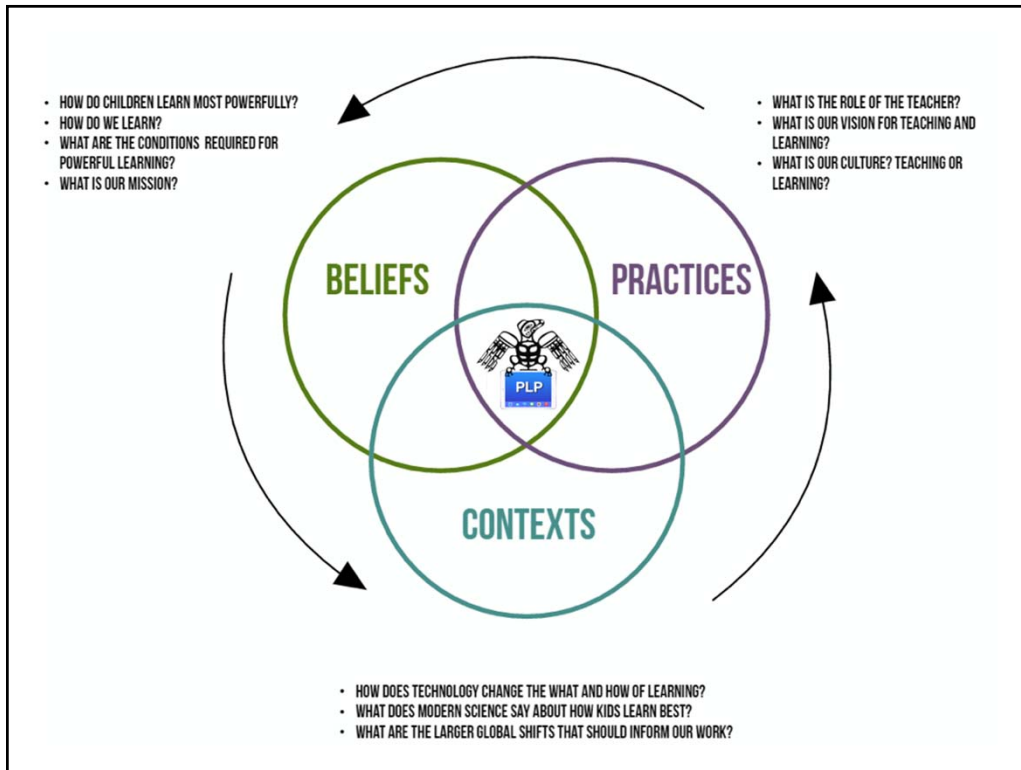 • HOW DO CHILDREN LEARN MOST POWERFULLY?
• HOW DO WE LEARN?
• WHAT ARE THE CONDITIONS REQUIRED FOR
POWERFUL LEARNING?
• WHAT IS OUR MISSION?
• WHAT IS THE ROLE OF THE TEACHER?
• WHAT IS OUR VISION FOR TEACHING AND
LEARNING?
• WHAT IS OUR CULTURE? TEACHING OR
LEARNING?
BELIEFS
PRACTICES
PLP
CONTEXTS
• HOW DOES TECHNOLOGY CHANGE THE WHAT AND HOW OF LEARNING?
• WHAT DOES MODERN SCIENCE SAY ABOUT HOW KIDS LEARN BEST?
• WHAT ARE THE LARGER GLOBAL SHIFTS THAT SHOULD INFORM OUR WORK?